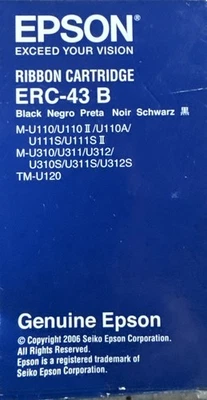 EPSON
EXCEED YOUR VISION
RIBBON CARTRIDGE
ERC-43 B
Black Negro Preta Noir Schwarz 黒
M-U110/U110 II/U110A/
U111S/U111S II
M-U310/U311/U312/
U310S/U311S/U312S
TM-U120
Genuine Epson
© Copyright 2006 Seiko Epson Corporation.
All Rights Reserved.
Epson is a registered trademark of
Seiko Epson Corporation.